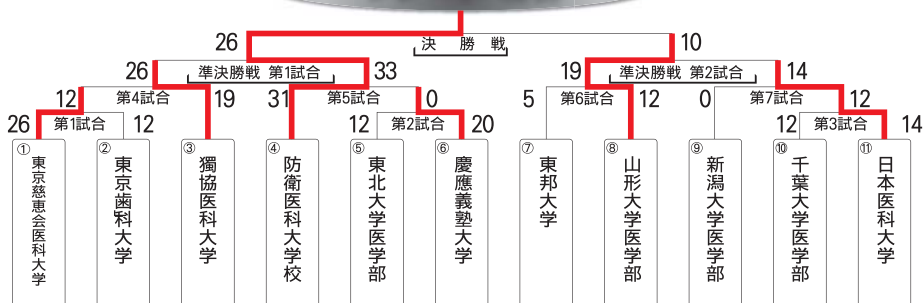 26 決勝戦 10
26 準決勝戦 第1試合 33 19 準決勝戦 第2試合 14
12 第4試合 19 31 第5試合 0 5 第6試合 12 0 第7試合 12
26 第1試合 12 12 第2試合 20 12 第3試合 14
① 東京慈恵会医科大学
② 東京歯科大学
③ 獨協医科大学
④ 防衛医科大学校
⑤ 東北大学医学部
⑥ 慶應義塾大学
⑦ 東邦大学
⑧ 山形大学医学部
⑨ 新潟大学医学部
⑩ 千葉大学医学部
⑪ 日本医科大学